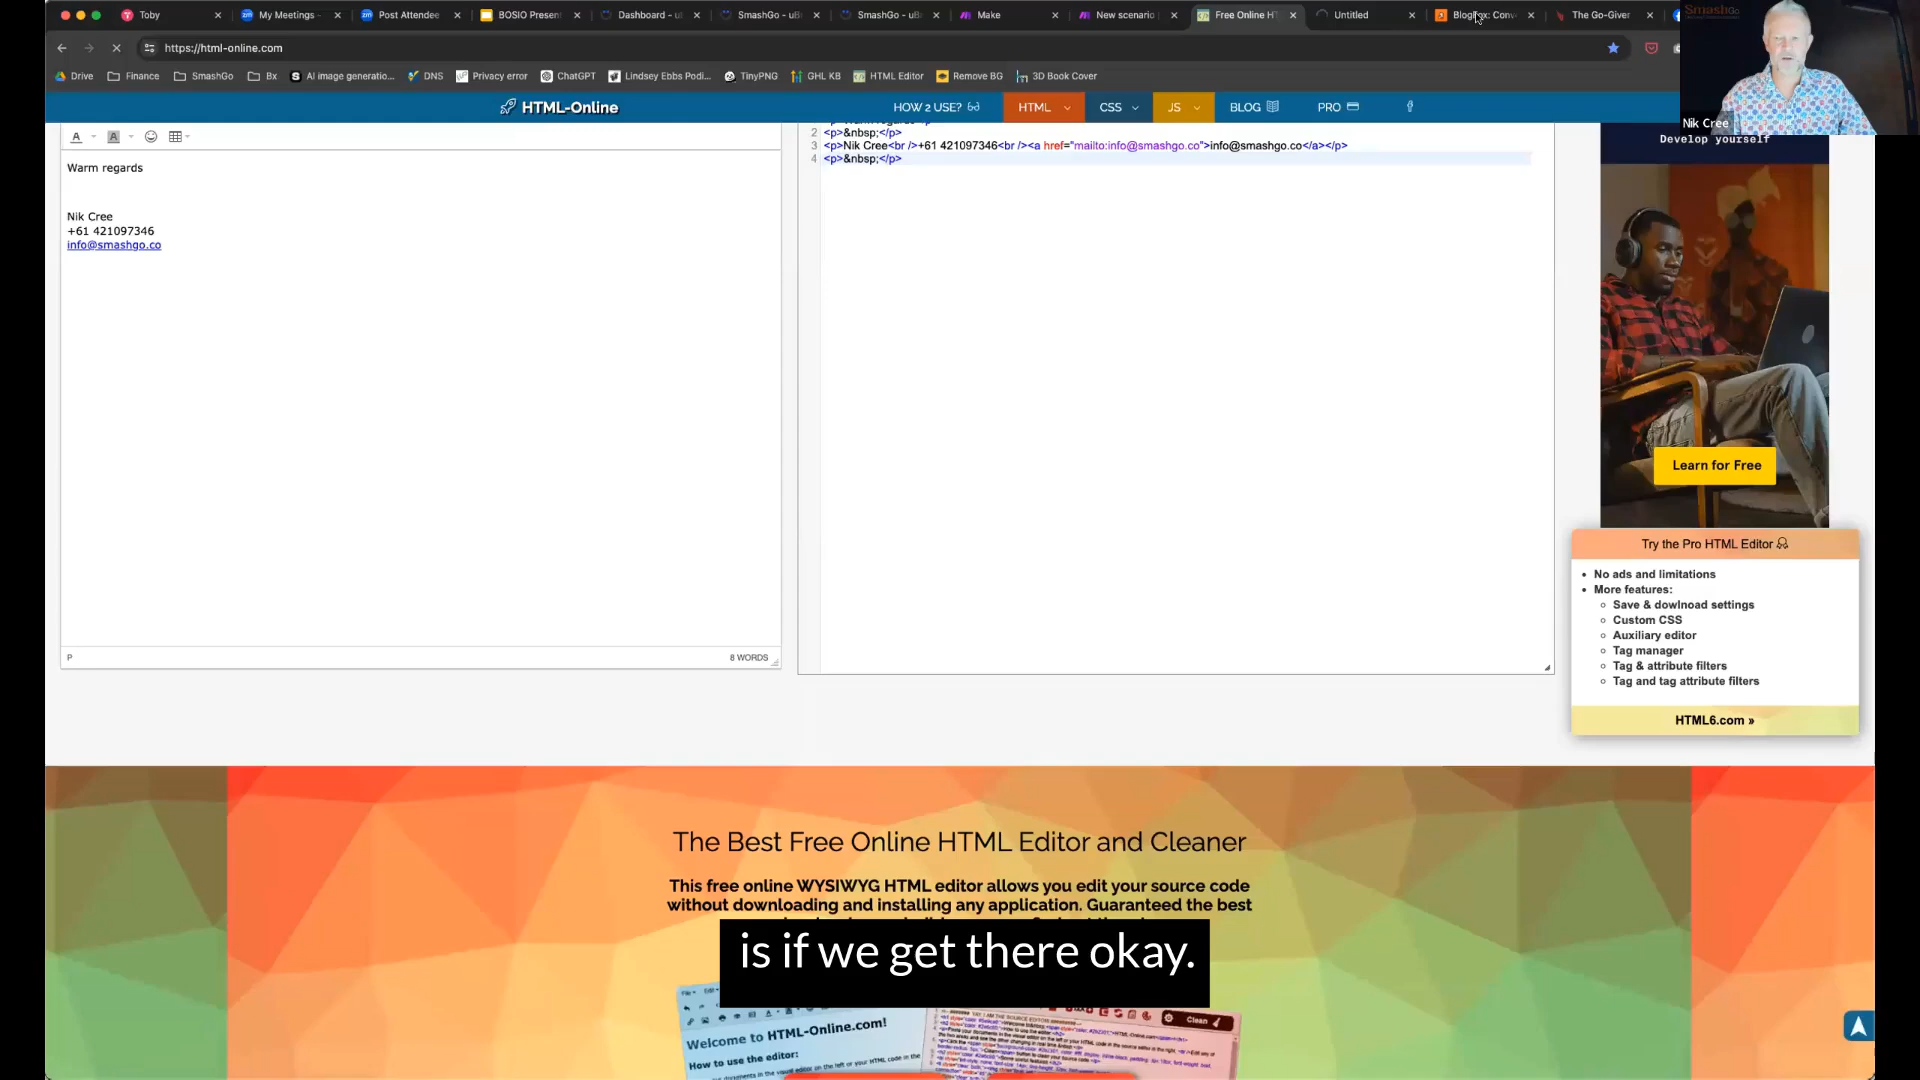 Toby
My Meetings
Post Attendee
BOSIO Presen
Dashboard - u
SmashGo - uB
SmashGo - uB
Make
New scenario
Free Online HT
Untitled
The Go-Giver
https://html-online.com
Drive
Finance
SmashGo
Bx
AI image generatio...
DNS
Privacy error
ChatGPT
Lindsey Ebbs Podi...
TinyPNG
GHL KB
HTML Editor
Remove BG
3D Book Cover
HTML-Online
HOW 2 USE?
HTML
CSS
JS
BLOG
PRO
Nik Cree
Develop yourself
Warm regards
Nik Cree
+61 421097346
info@smashgo.co
P
8 WORDS
2 <p>&nbsp;</p>
3 <p>Nik Cree<br />+61 421097346<br /><a href="mailto:info@smashgo.co">info@smashgo.co</a></p>
4 <p>&nbsp;</p>
Learn for Free
Try the Pro HTML Editor
No ads and limitations
More features:
Save & dowlnoad settings
Custom CSS
Auxiliary editor
Tag manager
Tag & attribute filters
Tag and tag attribute filters
HTML6.com »
The Best Free Online HTML Editor and Cleaner
This free online WYSIWYG HTML editor allows you edit your source code
without downloading and installing any application. Guaranteed the best
is if we get there okay.
Welcome to HTML-Online.com!
How to use the editor:
Clean